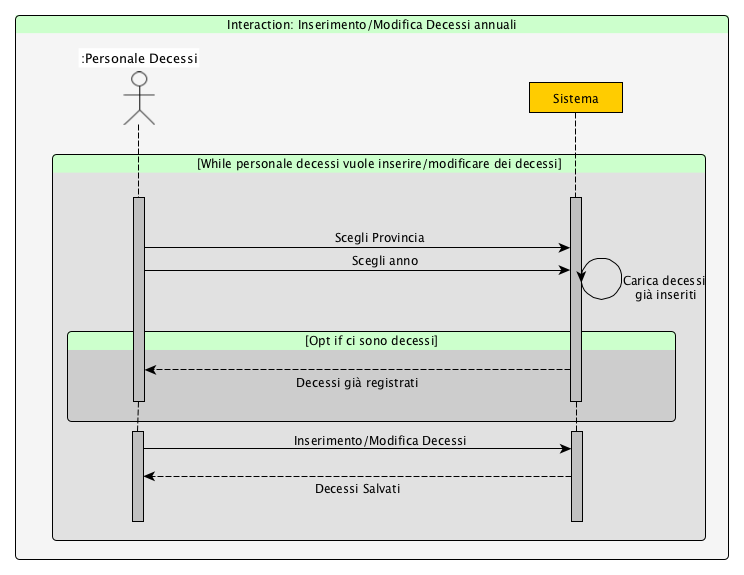 Interaction: Inserimento/Modifica Decessi annuali
:Personale Decessi
Sistema
[While personale decessi vuole inserire/modificare dei decessi]
Scegli Provincia
Scegli anno
Carica decessi
già inseriti
[Opt if ci sono decessi]
Decessi già registrati
Inserimento/Modifica Decessi
Decessi Salvati